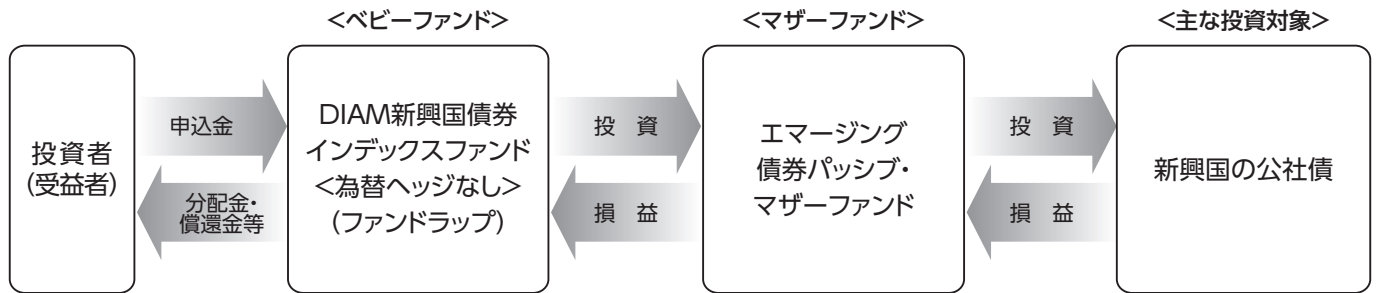 <ベビーファンド>
<マザーファンド>
<主な投資対象>
投資者
(受益者)
申込金
分配金・
償還金等
DIAM新興国債券
インデックスファンド
<為替ヘッジなし>
(ファンドラップ)
投 資
損 益
エマージング
債券パッシブ・
マザーファンド
投 資
損 益
新興国の公社債